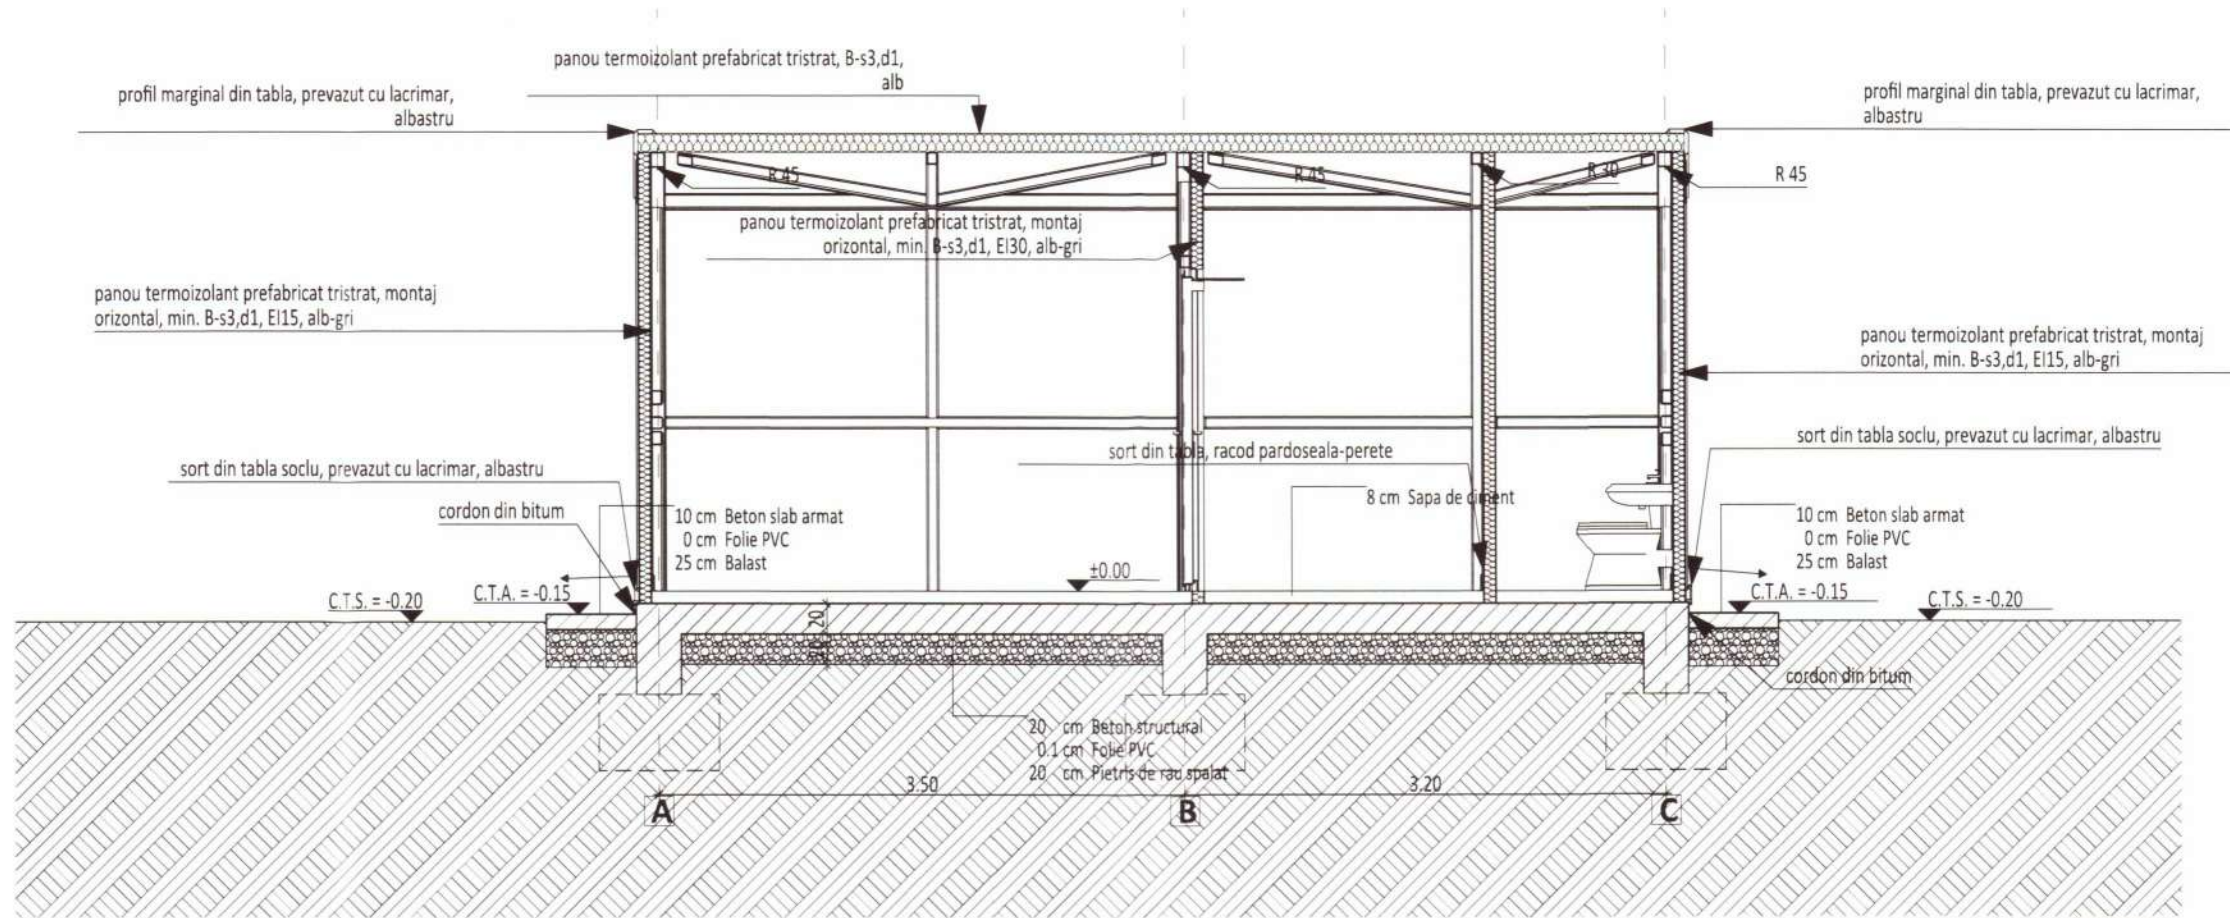 panou termoizolant prefabricat tristrat, B-s3,d1,
alb
profil marginal din tabla, prevazut cu lacrimar,
albastru
profil marginal din tabla, prevazut cu lacrimar,
albastru
R 45
R 45
R 30
R 45
panou termoizolant prefabricat tristrat, montaj
orizontal, min. B-s3,d1, EI30, alb-gri
panou termoizolant prefabricat tristrat, montaj
orizontal, min. B-s3,d1, EI15, alb-gri
panou termoizolant prefabricat tristrat, montaj
orizontal, min. B-s3,d1, EI15, alb-gri
sort din tabla soclu, prevazut cu lacrimar, albastru
sort din tabla, racod pardoseala-perete
sort din tabla soclu, prevazut cu lacrimar, albastru
8 cm Sapa de ciment
cordon din bitum
10 cm Beton slab armat
0 cm Folie PVC
25 cm Balast
10 cm Beton slab armat
0 cm Folie PVC
25 cm Balast
±0.00
C.T.S. = -0.20
C.T.A. = -0.15
C.T.A. = -0.15
C.T.S. = -0.20
20
20
cordon din bitum
20 cm Beton structural
0.1 cm Folie PVC
20 cm Pietris de rau spalat
3.50
3.20
A
B
C